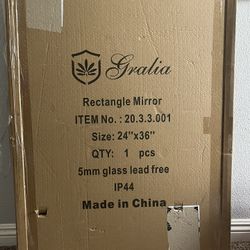 Gralia
Rectangle Mirror
ITEM No. : 20.3.3.001
Size: 24"x36"
QTY: 1 pcs
5mm glass lead free
IP44
Made in China